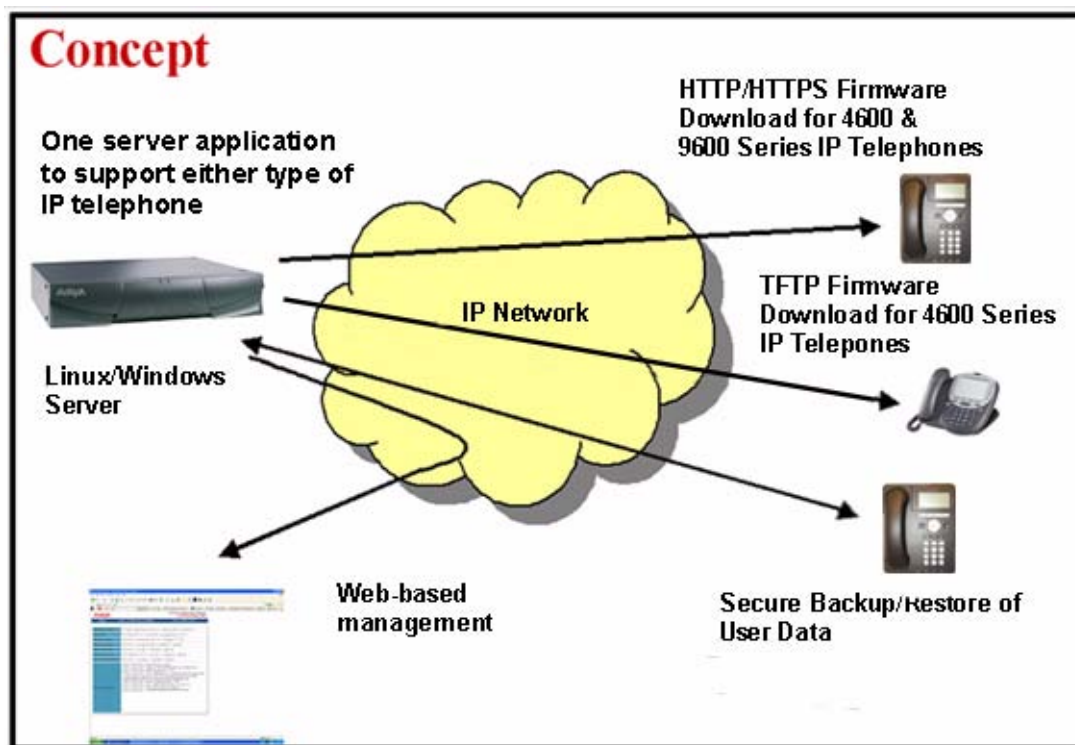 Concept
One server application
to support either type of
IP telephone
HTTP/HTTPS Firmware
Download for 4600 &
9600 Series IP Telephones
AVAYA
IP Network
TFTP Firmware
Download for 4600 Series
IP Telepones
Linux/Windows
Server
Web-based
management
Secure Backup/Restore of
User Data